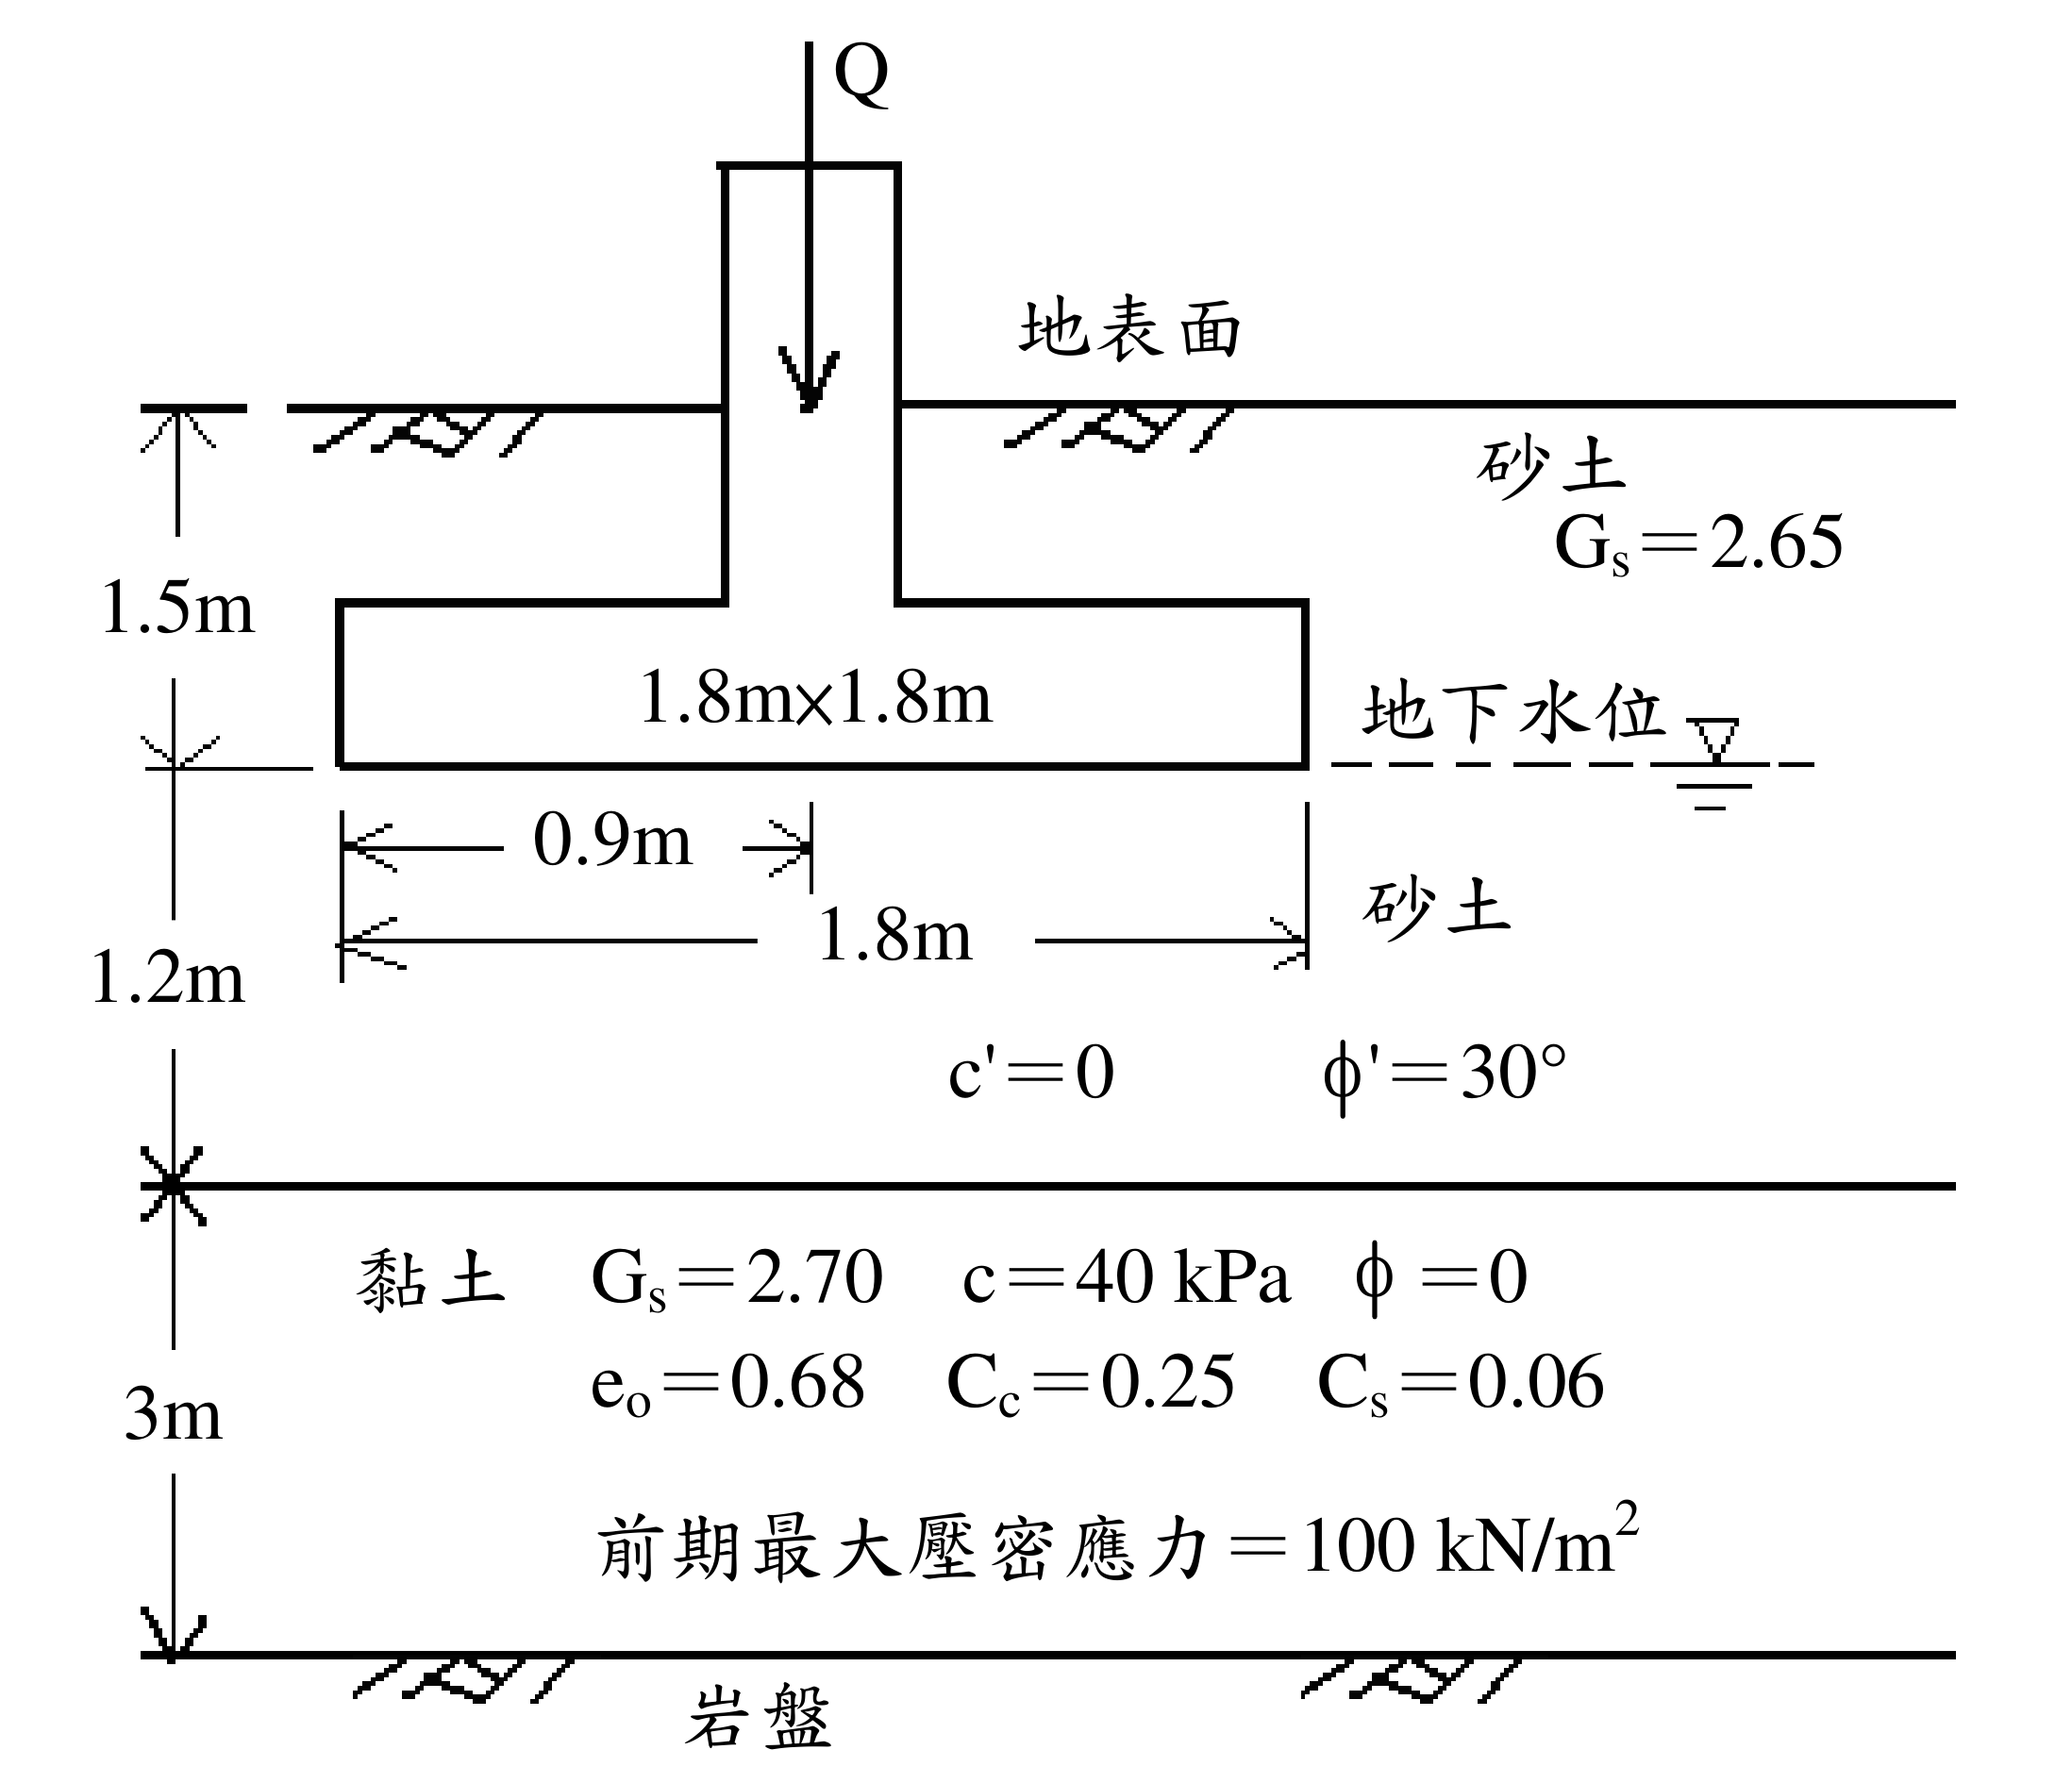 Q
地表面
砂土
Gs=2.65
1.5m
1.8m×1.8m
地下水位
0.9m
1.8m
砂土
1.2m
c'=0 ϕ'=30°
黏土 Gs=2.70 c=40 kPa ϕ=0
eo=0.68 Cc=0.25 Cs=0.06
3m
前期最大壓密應力=100 kN/m²
岩盤